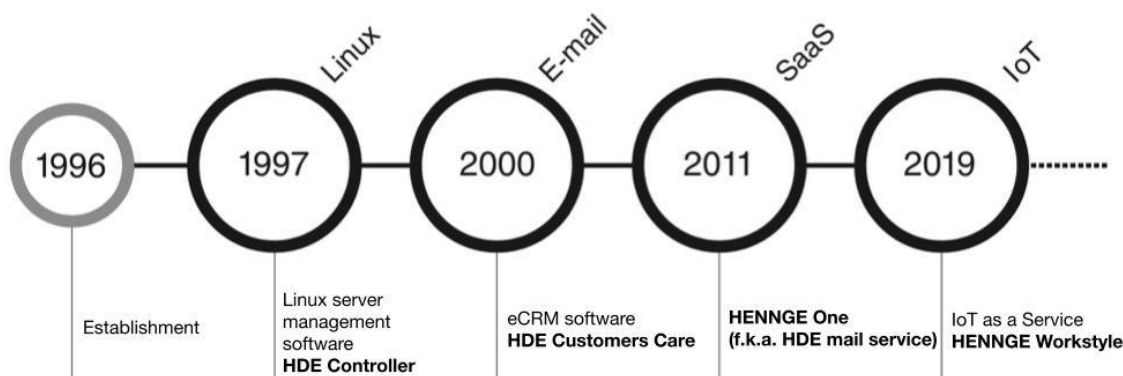 Linux
E-mail
SaaS
IoT
1996
1997
2000
2011
2019
Establishment
Linux server
management
software
HDE Controller
eCRM software
HDE Customers Care
HENNGE One
(f.k.a. HDE mail service)
IoT as a Service
HENNGE Workstyle